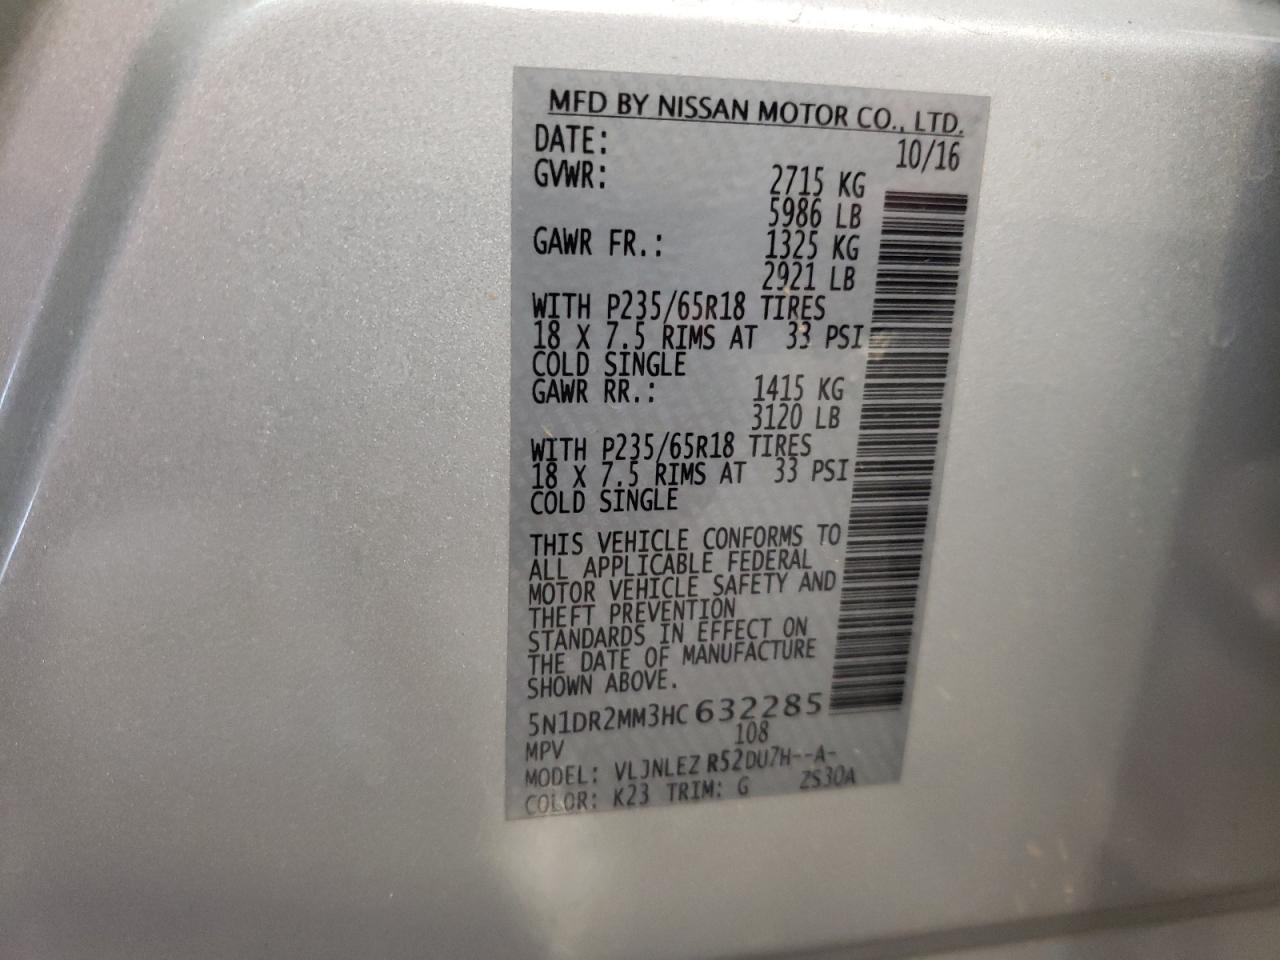 MFD BY NISSAN MOTOR CO., LTD.
DATE: 10/16
GVWR: 2715 KG
5986 LB
GAWR FR.: 1325 KG
2921 LB
WITH P235/65R18 TIRES
18 X 7.5 RIMS AT 33 PSI
COLD SINGLE
GAWR RR.: 1415 KG
3120 LB
WITH P235/65R18 TIRES
18 X 7.5 RIMS AT 33 PSI
COLD SINGLE
THIS VEHICLE CONFORMS TO
ALL APPLICABLE FEDERAL
MOTOR VEHICLE SAFETY AND
THEFT PREVENTION
STANDARDS IN EFFECT ON
THE DATE OF MANUFACTURE
SHOWN ABOVE.
5N1DR2MM3HC632285
MPV 108
MODEL: VLJNLEZ R52DU7H--A-
COLOR: K23 TRIM: G 2S30A